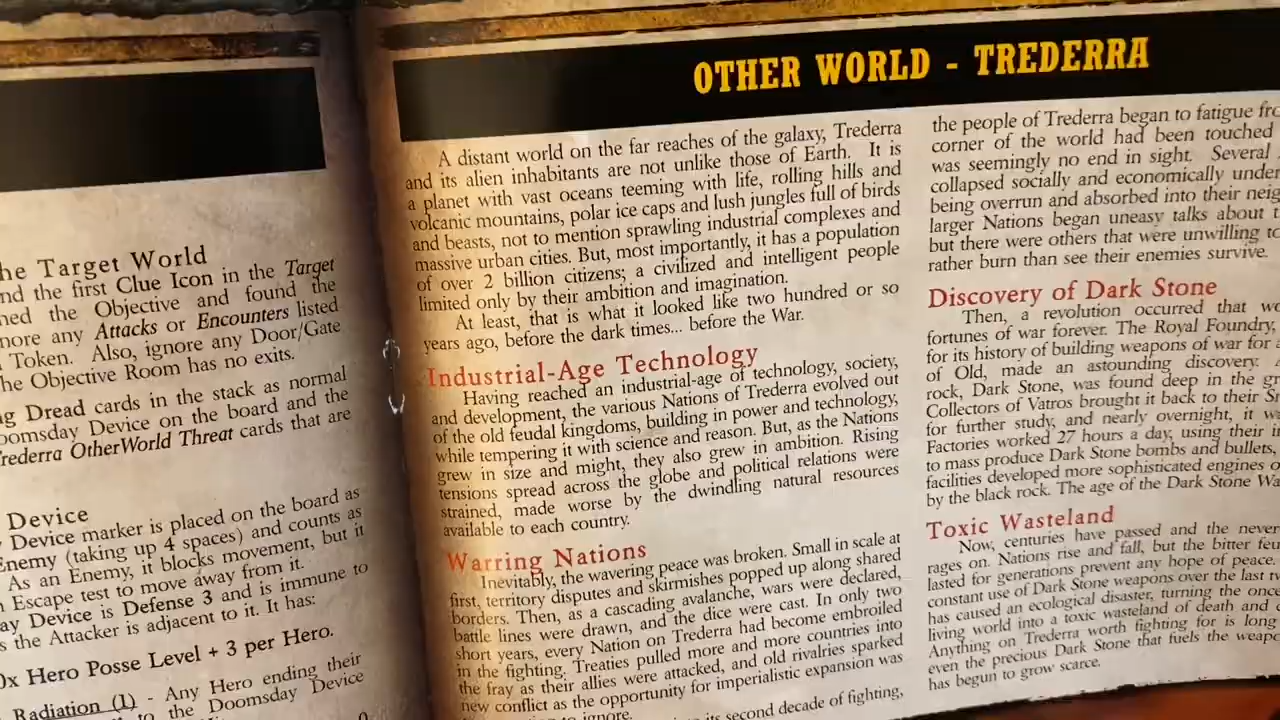 he Target World
nd the first Clue Icon in the Target
ned the Objective and found the
nore any Attacks or Encounters listed
Token. Also, ignore any Door/Gate
he Objective Room has no exits.
ng Dread cards in the stack as normal
oomsday Device on the board and the
rederra OtherWorld Threat cards that are
Device
Device marker is placed on the board as
Enemy (taking up 4 spaces) and counts as
As an Enemy, it blocks movement, but it
Escape test to move away from it.
ay Device is Defense 3 and is immune to
s the Attacker is adjacent to it. It has:
0x Hero Posse Level + 3 per Hero.
Radiation (1) - Any Hero ending their
to the Doomsday Device
OTHER WORLD - TREDERRA
A distant world on the far reaches of the galaxy, Trederra
and its alien inhabitants are not unlike those of Earth. It is
a planet with vast oceans teeming with life, rolling hills and
volcanic mountains, polar ice caps and lush jungles full of birds
and beasts, not to mention sprawling industrial complexes and
massive urban cities. But, most importantly, it has a population
of over 2 billion citizens; a civilized and intelligent people
limited only by their ambition and imagination.
At least, that is what it looked like two hundred or so
years ago, before the dark times... before the War.
Industrial-Age Technology
Having reached an industrial-age of technology, society,
and development, the various Nations of Trederra evolved out
of the old feudal kingdoms, building in power and technology,
while tempering it with science and reason. But, as the Nations
grew in size and might, they also grew in ambition. Rising
tensions spread across the globe and political relations were
strained, made worse by the dwindling natural resources
available to each country.
Warring Nations
Inevitably, the wavering peace was broken. Small in scale at
first, territory disputes and skirmishes popped up along shared
borders. Then, as a cascading avalanche, wars were declared,
battle lines were drawn, and the dice were cast. In only two
short years, every Nation on Trederra had become embroiled
in the fighting. Treaties pulled more and more countries into
the fray as their allies were attacked, and old rivalries sparked
new conflict as the opportunity for imperialistic expansion was
to ignore.
its second decade of fighting,
the people of Trederra began to fatigue fro
corner of the world had been touched
was seemingly no end in sight. Several
collapsed socially and economically under
being overrun and absorbed into their neig
larger Nations began uneasy talks about t
but there were others that were unwilling to
rather burn than see their enemies survive.
Discovery of Dark Stone
Then, a revolution occurred that wo
fortunes of war forever. The Royal Foundry,
for its history of building weapons of war for a
of Old, made an astounding discovery.
rock, Dark Stone, was found deep in the gr
Collectors of Vatros brought it back to their Sm
for further study, and nearly overnight, it wa
Factories worked 27 hours a day, using their in
to mass produce Dark Stone bombs and bullets,
facilities developed more sophisticated engines o
by the black rock. The age of the Dark Stone Wa
Toxic Wasteland
Now, centuries have passed and the never
rages on. Nations rise and fall, but the bitter feu
lasted for generations prevent any hope of peace.
constant use of Dark Stone weapons over the last tw
has caused an ecological disaster, turning the once
living world into a toxic wasteland of death and d
Anything on Trederra worth fighting for is long
even the precious Dark Stone that fuels the weapo
has begun to grow scarce.